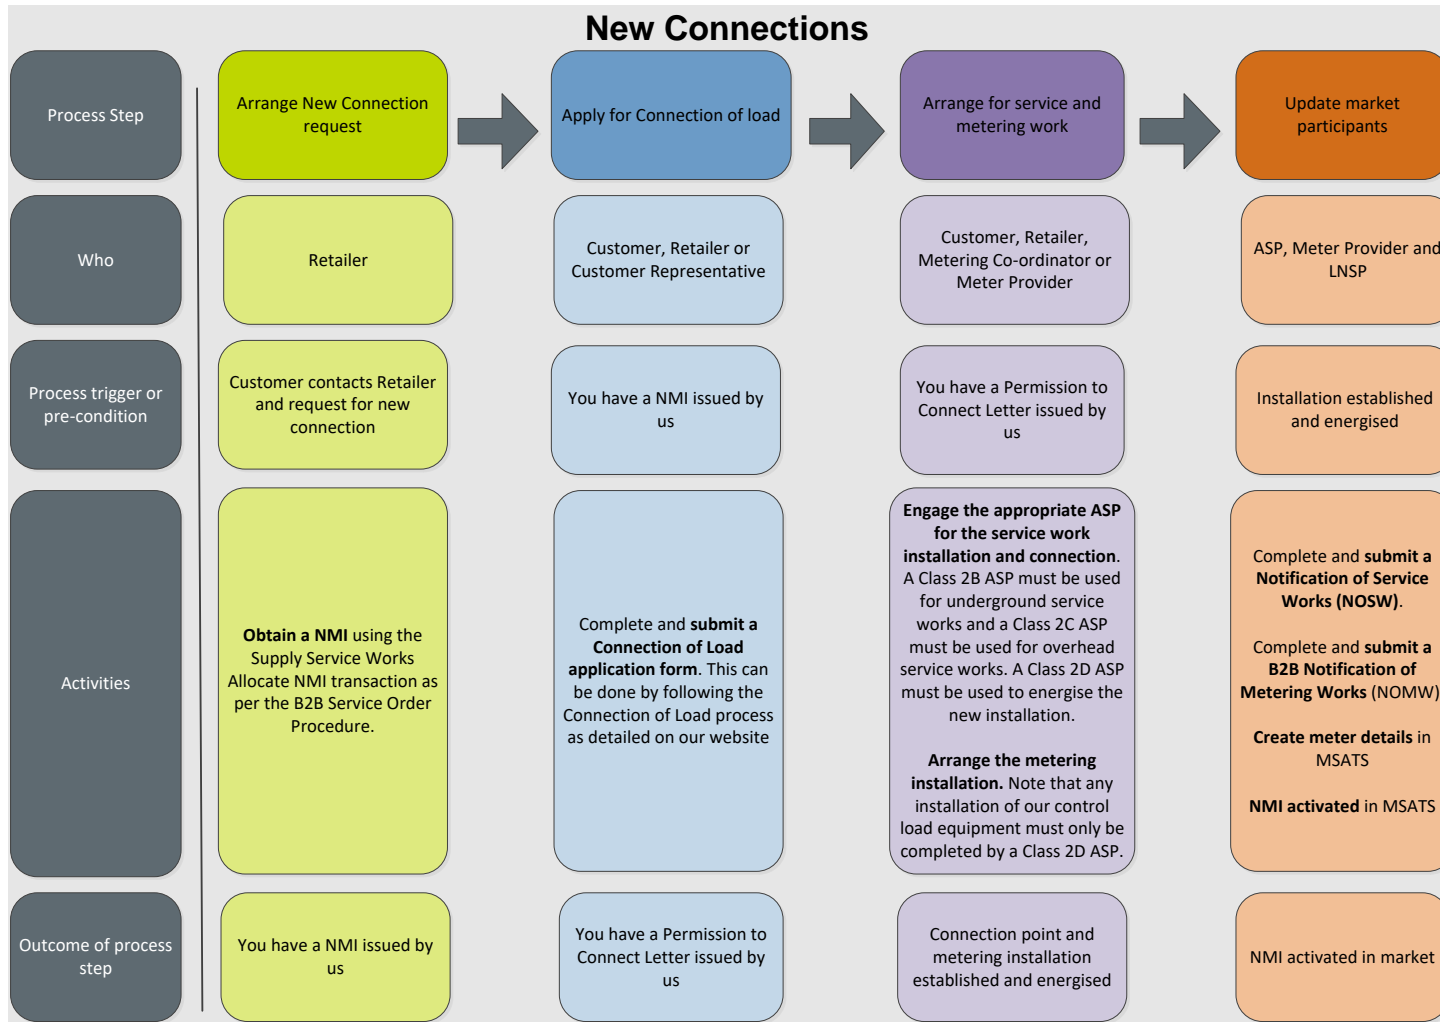 New Connections
Process Step
Arrange New Connection
request
Apply for Connection of load
Arrange for service and
metering work
Update market
participants
Who
Retailer
Customer, Retailer or
Customer Representative
Customer, Retailer,
Metering Co-ordinator or
Meter Provider
ASP, Meter Provider and
LNSP
Process trigger or
pre-condition
Customer contacts Retailer
and request for new
connection
You have a NMI issued by
us
You have a Permission to
Connect Letter issued by
us
Installation established
and energised
Activities
Obtain a NMI using the
Supply Service Works
Allocate NMI transaction as
per the B2B Service Order
Procedure.
Complete and submit a
Connection of Load
application form. This can
be done by following the
Connection of Load process
as detailed on our website
Engage the appropriate ASP
for the service work
installation and connection.
A Class 2B ASP must be used
for underground service
works and a Class 2C ASP
must be used for overhead
service works. A Class 2D ASP
must be used to energise the
new installation.
Arrange the metering
installation. Note that any
installation of our control
load equipment must only be
completed by a Class 2D ASP.
Complete and submit a
Notification of Service
Works (NOSW).
Complete and submit a
B2B Notification of
Metering Works (NOMW)
Create meter details in
MSATS
NMI activated in MSATS
Outcome of process
step
You have a NMI issued by
us
You have a Permission to
Connect Letter issued by
us
Connection point and
metering installation
established and energised
NMI activated in market